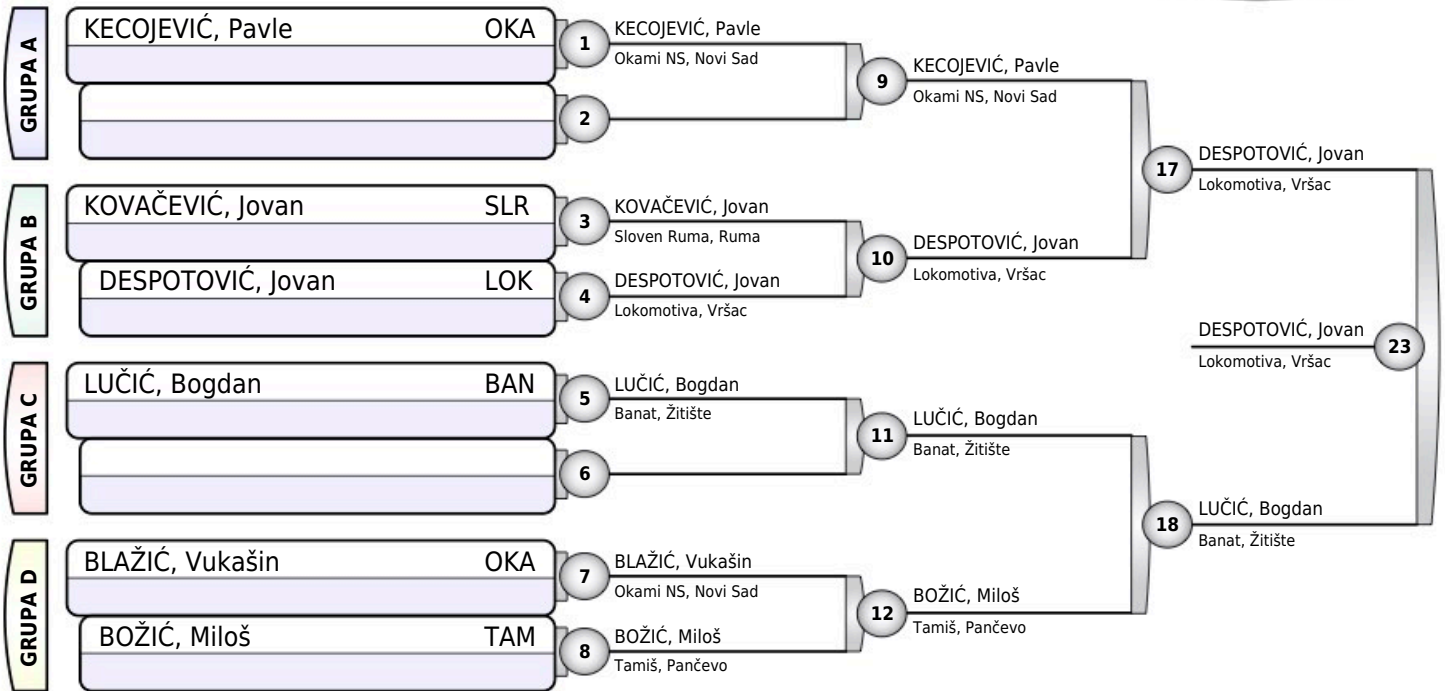 GRUPA A
KECOJEVIĆ, Pavle OKA
1
KECOJEVIĆ, Pavle
Okami NS, Novi Sad
2
9
KECOJEVIĆ, Pavle
Okami NS, Novi Sad
17
DESPOTOVIĆ, Jovan
Lokomotiva, Vršac
GRUPA B
KOVAČEVIĆ, Jovan SLR
3
KOVAČEVIĆ, Jovan
Sloven Ruma, Ruma
DESPOTOVIĆ, Jovan LOK
4
DESPOTOVIĆ, Jovan
Lokomotiva, Vršac
10
DESPOTOVIĆ, Jovan
Lokomotiva, Vršac
DESPOTOVIĆ, Jovan
Lokomotiva, Vršac
23
GRUPA C
LUČIĆ, Bogdan BAN
5
LUČIĆ, Bogdan
Banat, Žitište
6
11
LUČIĆ, Bogdan
Banat, Žitište
18
LUČIĆ, Bogdan
Banat, Žitište
GRUPA D
BLAŽIĆ, Vukašin OKA
7
BLAŽIĆ, Vukašin
Okami NS, Novi Sad
BOŽIĆ, Miloš TAM
8
BOŽIĆ, Miloš
Tamiš, Pančevo
12
BOŽIĆ, Miloš
Tamiš, Pančevo